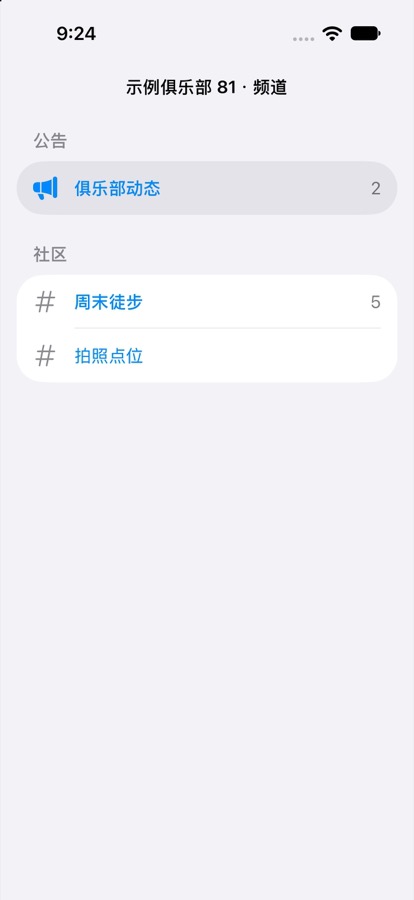 9:24
示例俱乐部 81 · 频道
公告
俱乐部动态 2
社区
# 周末徒步 5
# 拍照点位